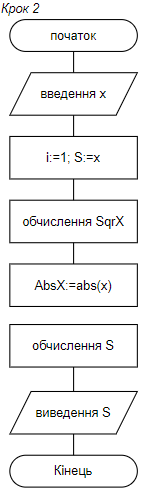 Крок 2
початок
введення x
i:=1; S:=x
обчислення SqrX
AbsX:=abs(x)
обчислення S
виведення S
Кінець